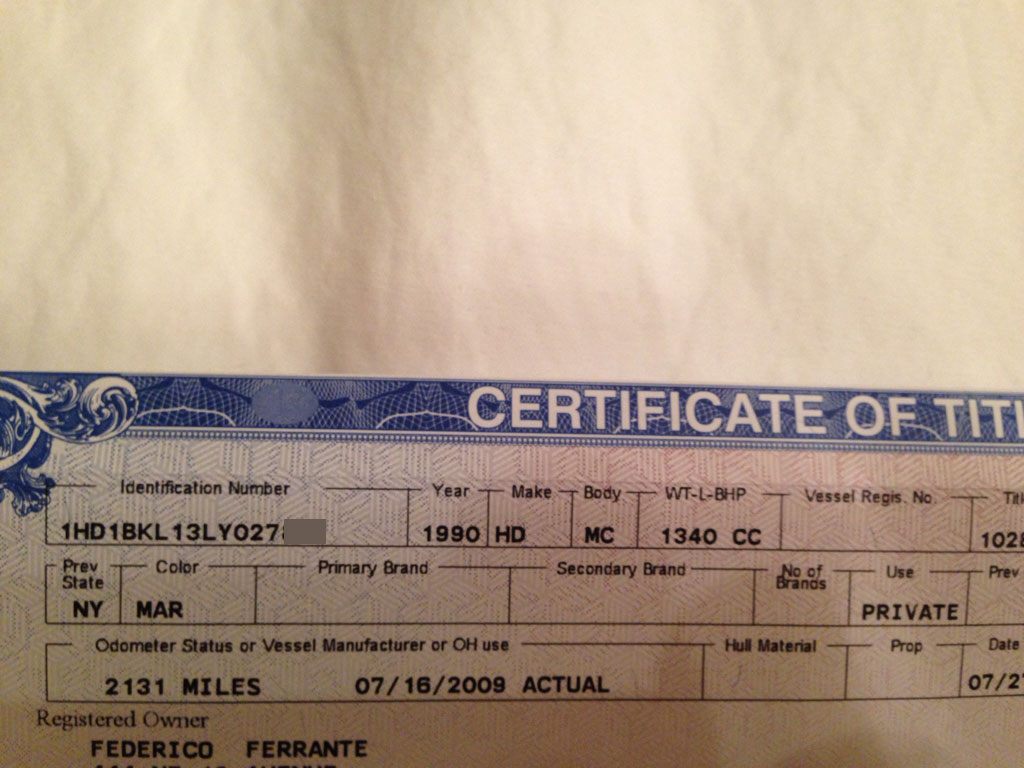 CERTIFICATE OF TITL
Identification Number Year Make Body WT-L-BHP Vessel Regis. No. Titl
1HD1BKL13LY027 1990 HD MC 1340 CC 1028
Prev State Color Primary Brand Secondary Brand No of Brands Use Prev
NY MAR PRIVATE
Odometer Status or Vessel Manufacturer or OH use Hull Material Prop Date
2131 MILES 07/16/2009 ACTUAL 07/27
Registered Owner
FEDERICO FERRANTE